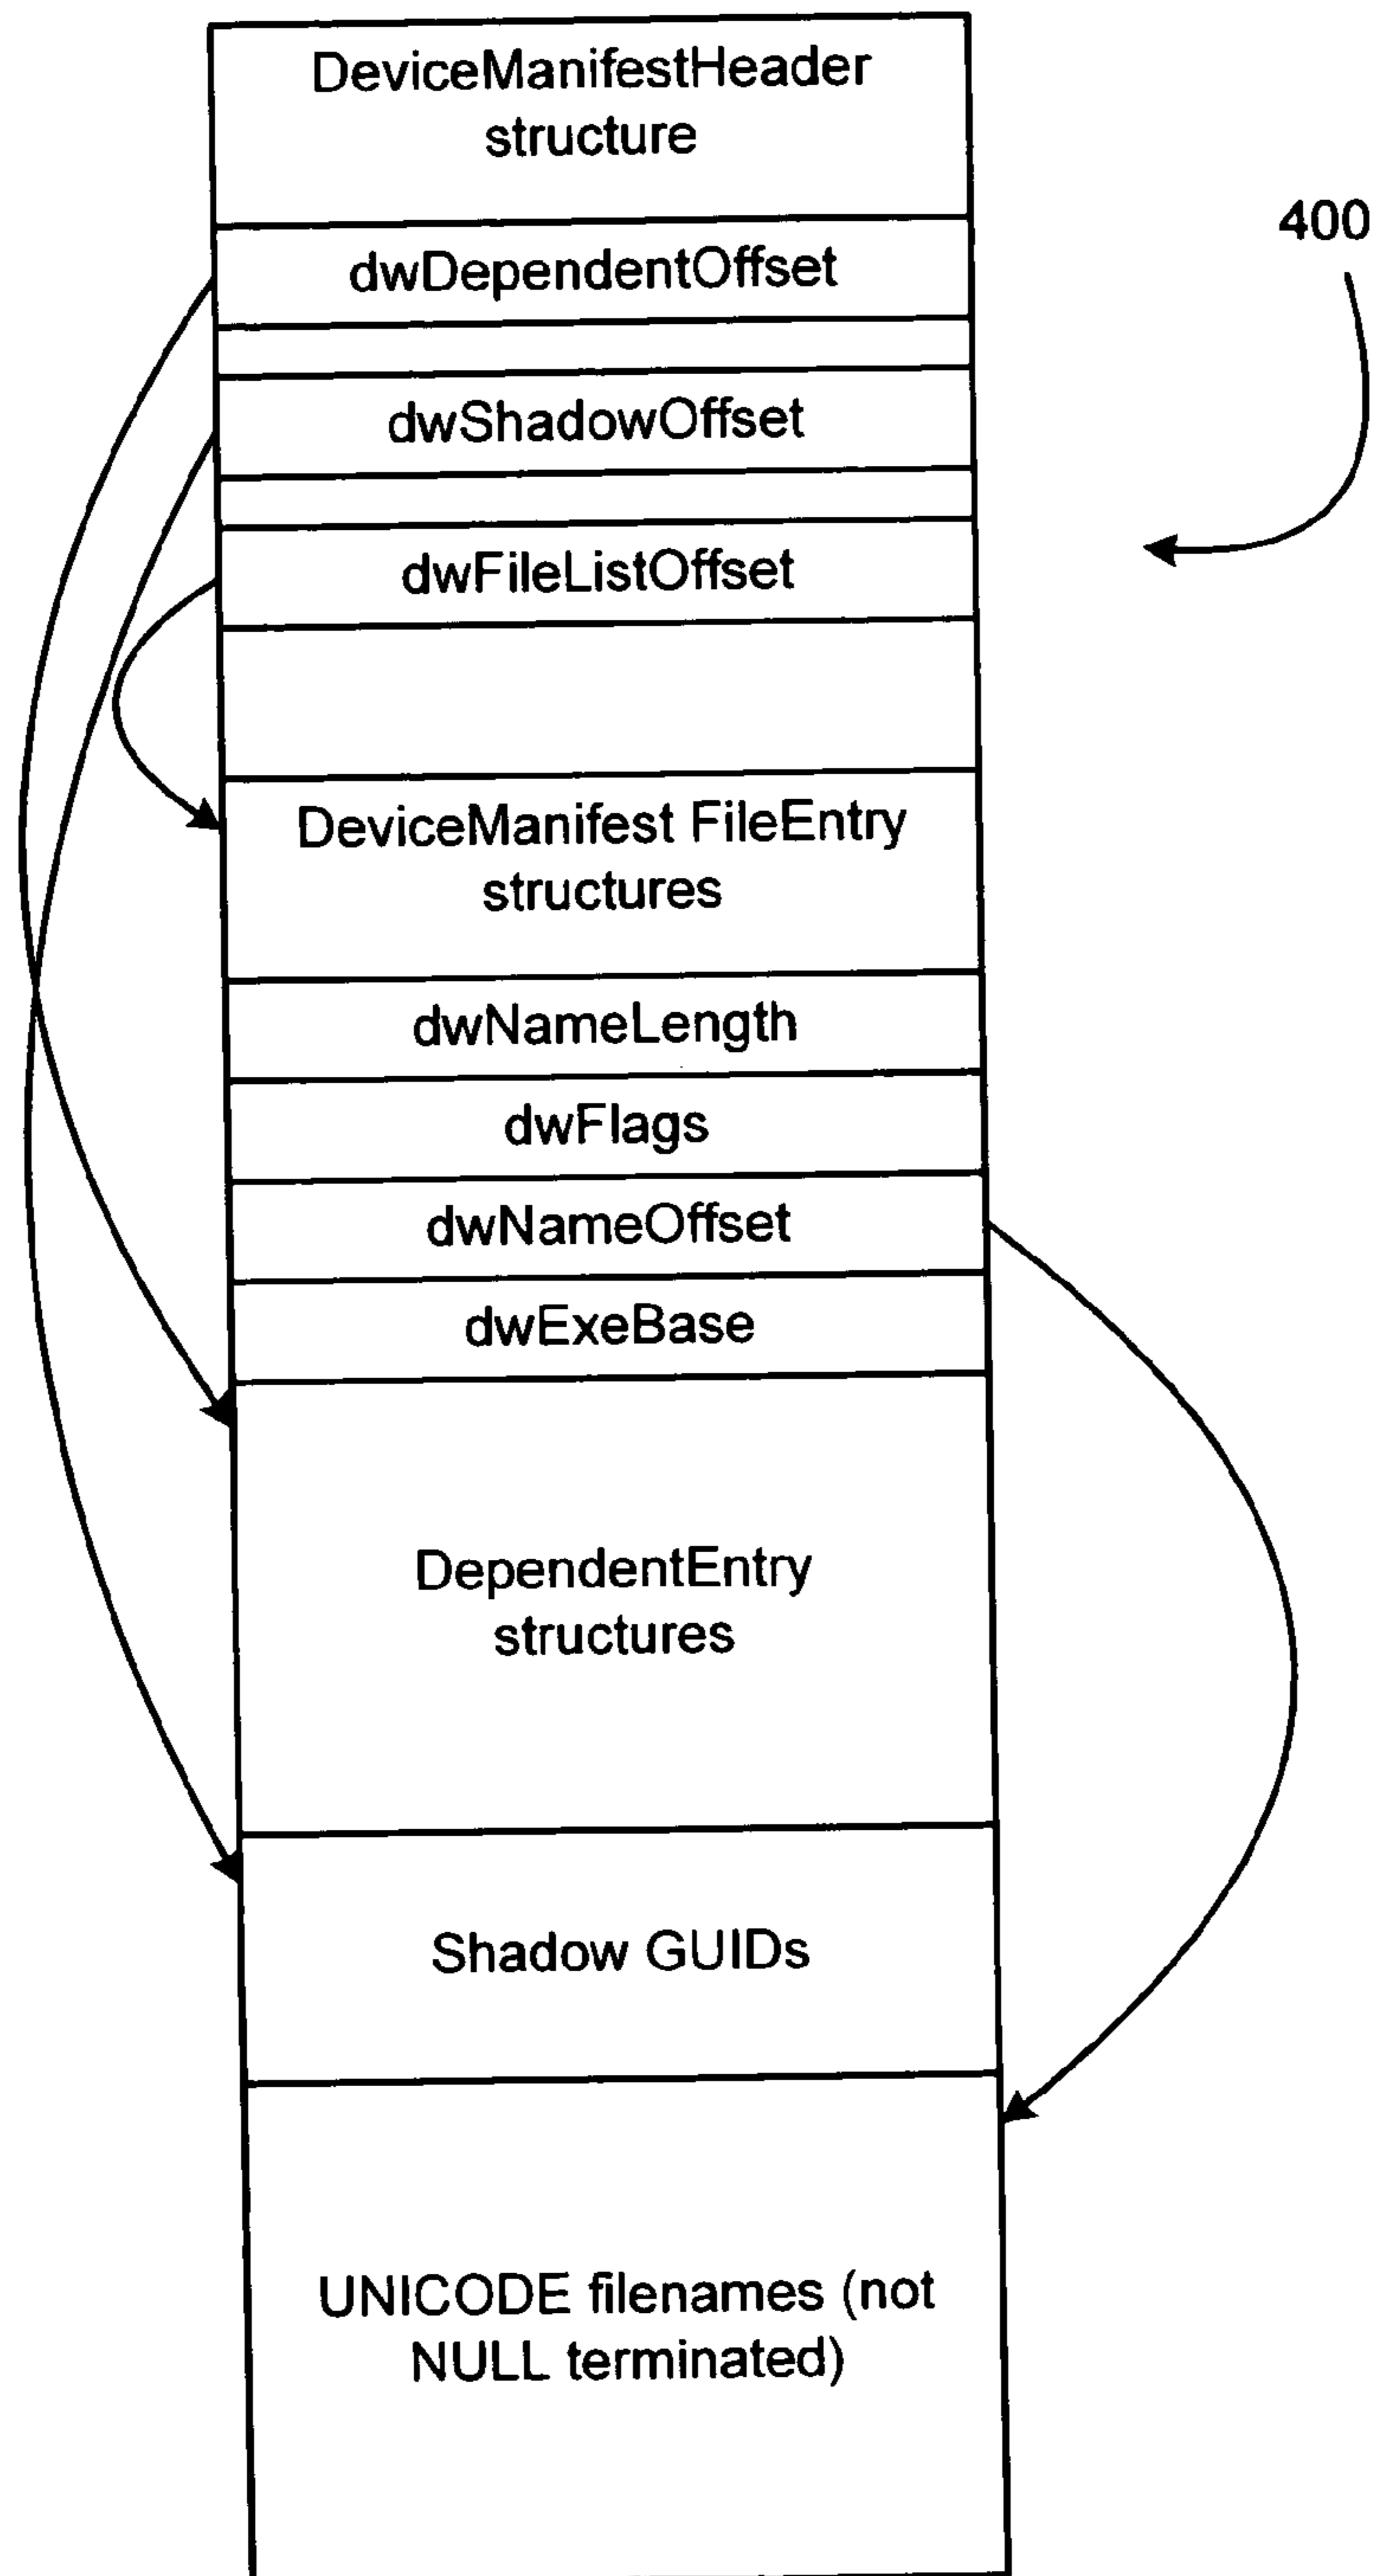 DeviceManifestHeader
structure
400
dwDependentOffset
dwShadowOffset
dwFileListOffset
DeviceManifest FileEntry
structures
dwNameLength
dwFlags
dwNameOffset
dwExeBase
DependentEntry
structures
Shadow GUIDs
UNICODE filenames (not
NULL terminated)